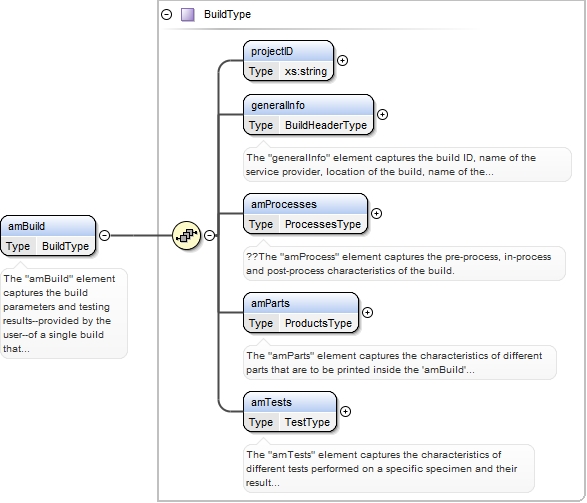 BuildType
projectID
Type xs:string
generalInfo
Type BuildHeaderType
The "generalInfo" element captures the build ID, name of the
service provider, location of the build, name of the...
amProcesses
Type ProcessesType
??The "amProcess" element captures the pre-process, in-process
and post-process characteristics of the build.
amBuild
Type BuildType
The "amBuild" element
captures the build
parameters and testing
results--provided by the
user--of a single build
that...
amParts
Type ProductsType
The "amParts" element captures the characteristics of different
parts that are to be printed inside the 'amBuild'...
amTests
Type TestType
The "amTests" element captures the characteristics of
different tests performed on a specific specimen and their
result...